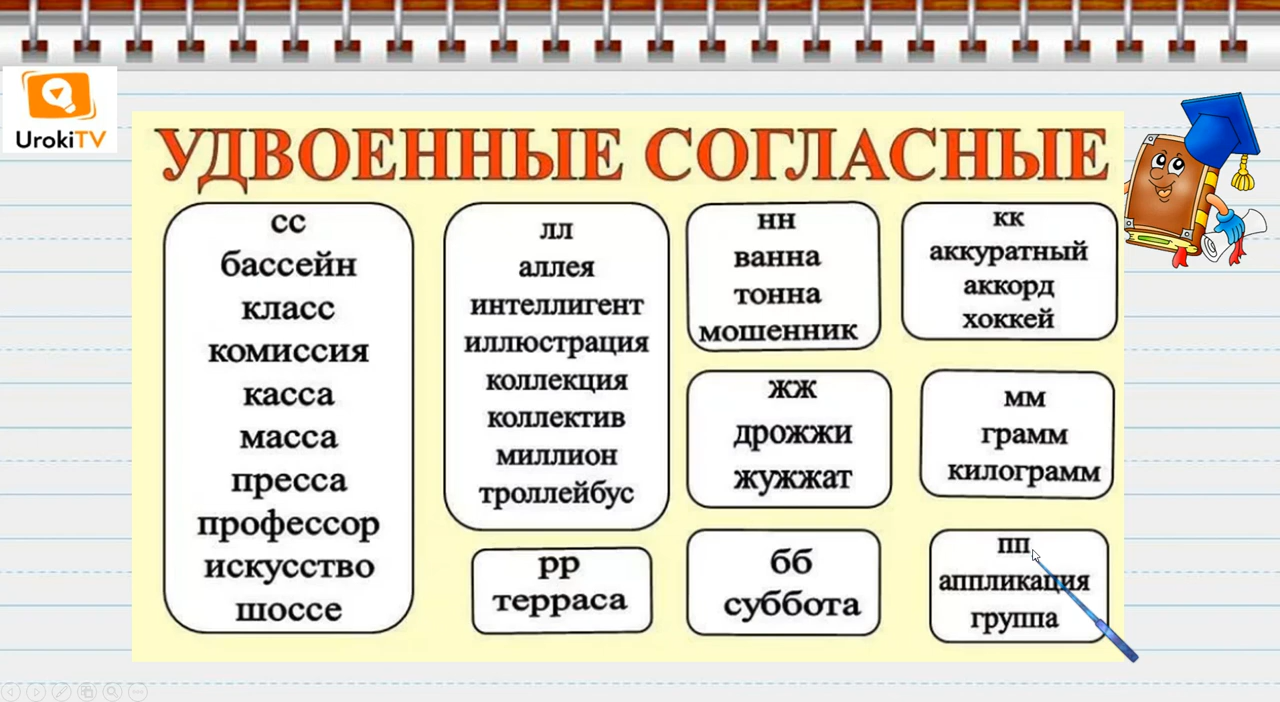 UrokiTV
УДВОЕННЫЕ СОГЛАСНЫЕ
сс
бассейн
класс
комиссия
касса
масса
пресса
профессор
искусство
шоссе
лл
аллея
интеллигент
иллюстрация
коллекция
коллектив
миллион
троллейбус
рр
терраса
нн
ванна
тонна
мошенник
жж
дрожжи
жужжат
бб
суббота
кк
аккуратный
аккорд
хоккей
мм
грамм
килограмм
пп
аппликация
группа